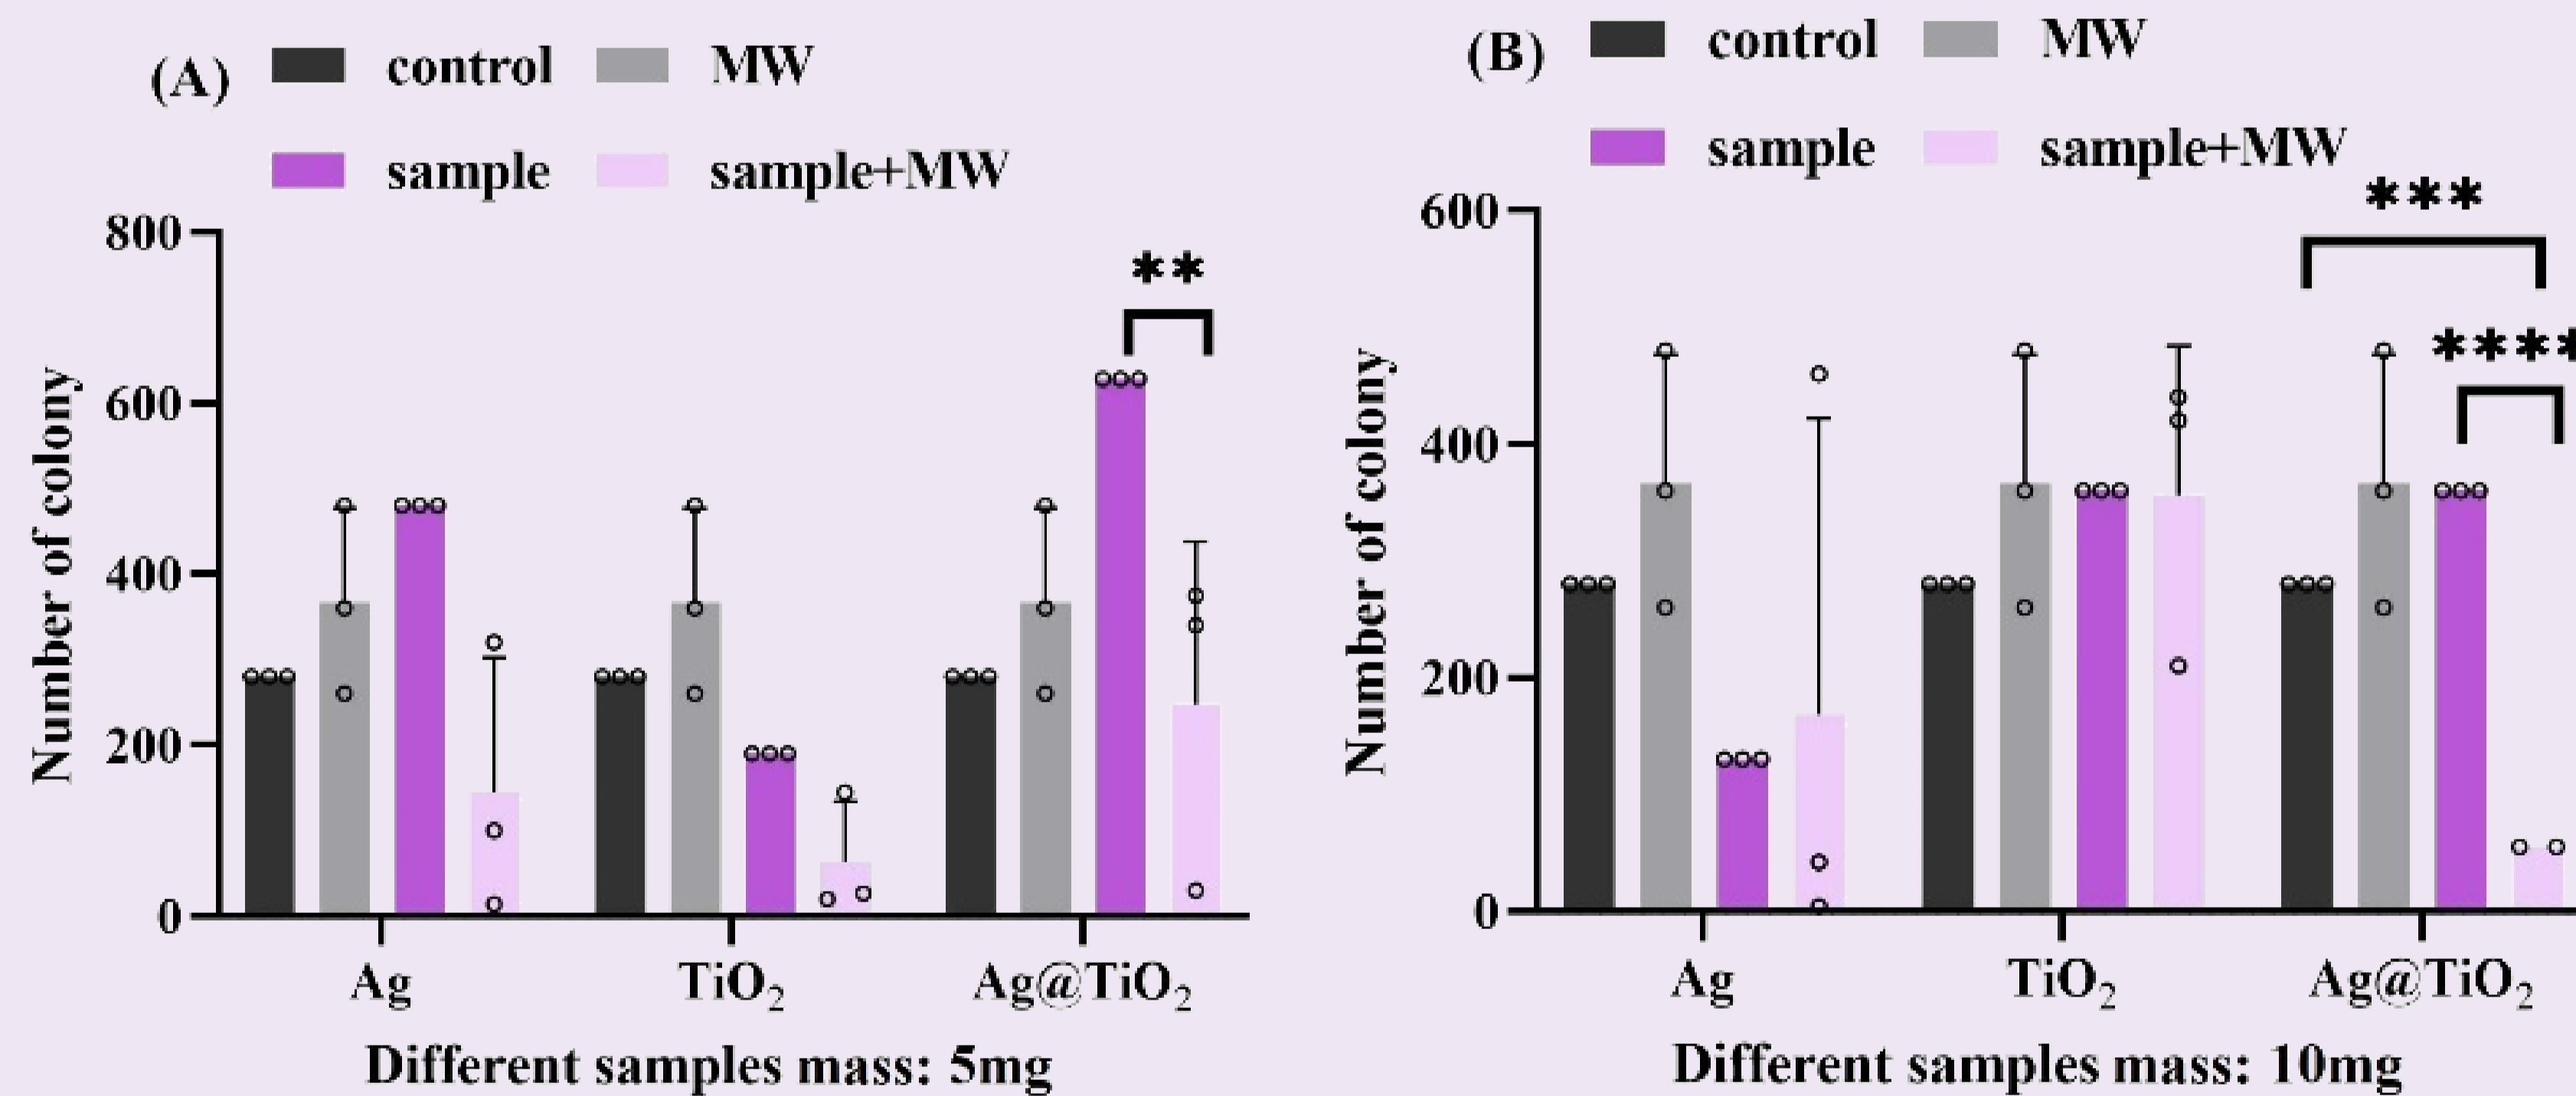 (A) control MW
sample sample+MW
**
800
600
400
200
0
Number of colony
Ag TiO₂ Ag@TiO₂
Different samples mass: 5mg
(B) control MW
sample sample+MW
***
****
600
400
200
0
Number of colony
Ag TiO₂ Ag@TiO₂
Different samples mass: 10mg